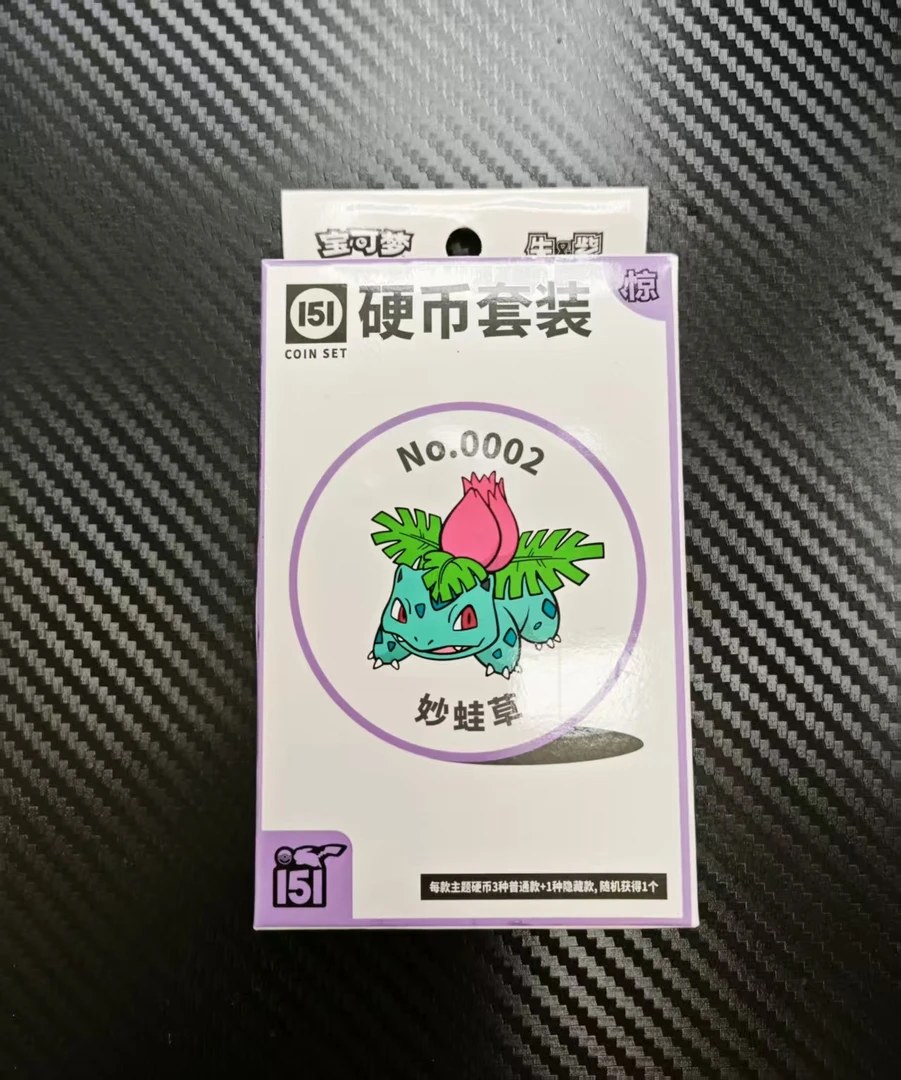 宝可梦
朱·紫
惊
151 硬币套装
COIN SET
No.0002
妙蛙草
151
每款主题硬币3种普通款+1种隐藏款, 随机获得1个